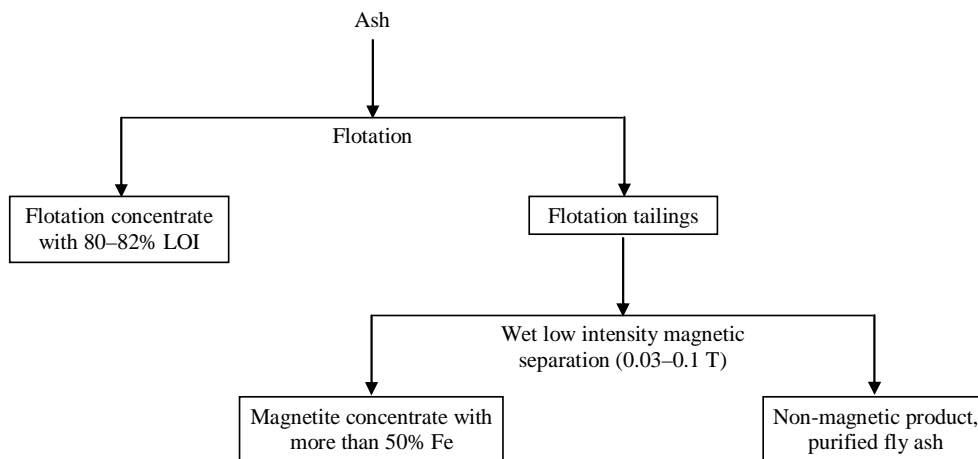 Ash
Flotation
Flotation concentrate
with 80–82% LOI
Flotation tailings
Wet low intensity magnetic
separation (0.03–0.1 T)
Magnetite concentrate with
more than 50% Fe
Non-magnetic product,
purified fly ash